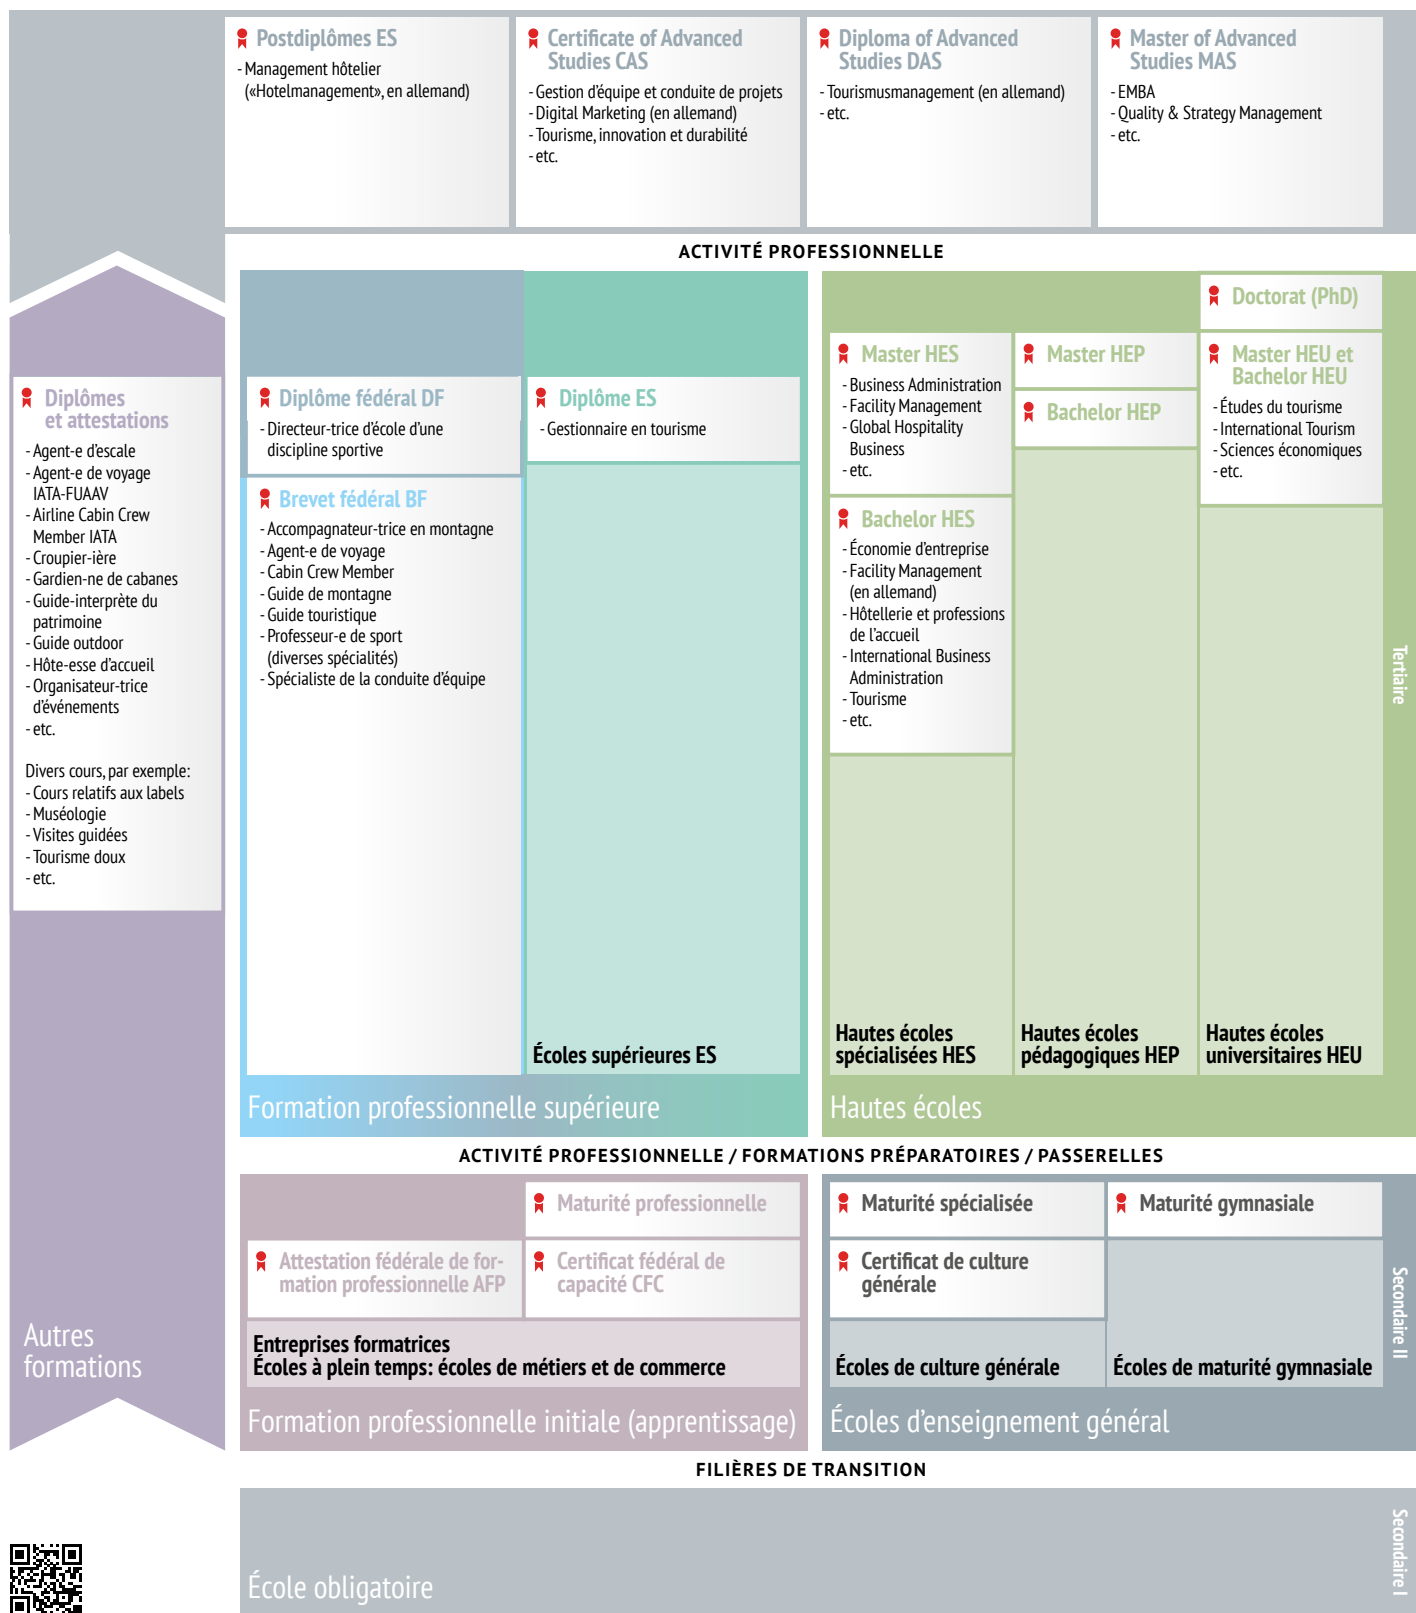 Postdiplômes ES
- Management hôtelier
(«Hotelmanagement», en allemand)
Certificate of Advanced
Studies CAS
- Gestion d'équipe et conduite de projets
- Digital Marketing (en allemand)
- Tourisme, innovation et durabilité
- etc.
Diploma of Advanced
Studies DAS
- Tourismusmanagement (en allemand)
- etc.
Master of Advanced
Studies MAS
- EMBA
- Quality & Strategy Management
- etc.
ACTIVITÉ PROFESSIONNELLE
Diplômes
et attestations
- Agent-e d'escale
- Agent-e de voyage
IATA-FUAAV
- Airline Cabin Crew
Member IATA
- Croupier-ière
- Gardien-ne de cabanes
- Guide-interprète du
patrimoine
- Guide outdoor
- Hôte-esse d'accueil
- Organisateur-trice
d'événements
- etc.
Divers cours, par exemple:
- Cours relatifs aux labels
- Muséologie
- Visites guidées
- Tourisme doux
- etc.
Autres
formations
Diplôme fédéral DF
- Directeur-trice d'école d'une
discipline sportive
Brevet fédéral BF
- Accompagnateur-trice en montagne
- Agent-e de voyage
- Cabin Crew Member
- Guide de montagne
- Guide touristique
- Professeur-e de sport
(diverses spécialités)
- Spécialiste de la conduite d'équipe
Diplôme ES
- Gestionnaire en tourisme
Écoles supérieures ES
Formation professionnelle supérieure
Master HES
- Business Administration
- Facility Management
- Global Hospitality
Business
- etc.
Bachelor HES
- Économie d'entreprise
- Facility Management
(en allemand)
- Hôtellerie et professions
de l'accueil
- International Business
Administration
- Tourisme
- etc.
Hautes écoles
spécialisées HES
Master HEP
Bachelor HEP
Hautes écoles
pédagogiques HEP
Doctorat (PhD)
Master HEU et
Bachelor HEU
- Études du tourisme
- International Tourism
- Sciences économiques
- etc.
Hautes écoles
universitaires HEU
Hautes écoles
Tertiaire
ACTIVITÉ PROFESSIONNELLE / FORMATIONS PRÉPARATOIRES / PASSERELLES
Maturité professionnelle
Attestation fédérale de for-
mation professionnelle AFP
Certificat fédéral de
capacité CFC
Entreprises formatrices
Écoles à plein temps: écoles de métiers et de commerce
Formation professionnelle initiale (apprentissage)
Maturité spécialisée
Certificat de culture
générale
Écoles de culture générale
Maturité gymnasiale
Écoles de maturité gymnasiale
Écoles d'enseignement général
Secondaire II
FILIÈRES DE TRANSITION
École obligatoire
Secondaire I